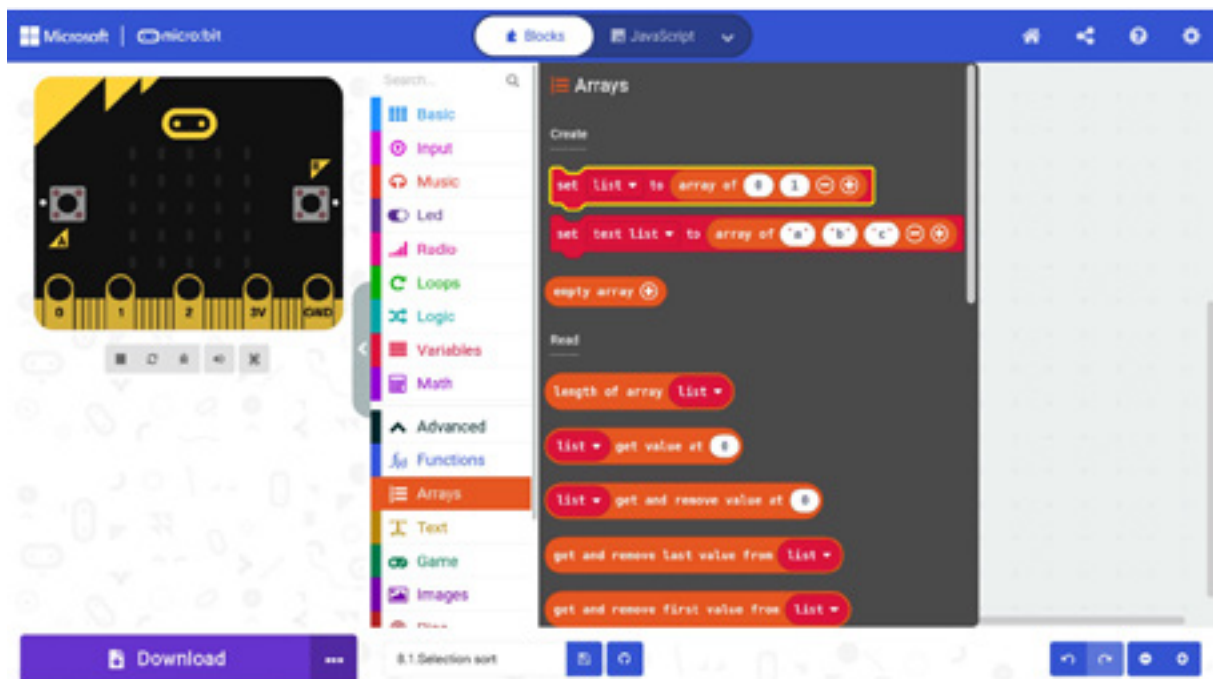 Microsoft | micro:bit
Blocks
JavaScript
Search...
Basic
Input
Music
Led
Radio
Loops
Logic
Variables
Math
Advanced
Functions
Arrays
Text
Game
Images
Arrays
Create
set list to array of 0 1
set text list to array of "a" "b" "c"
empty array
Read
length of array list
list get value at 0
list get and remove value at 0
get and remove last value from list
get and remove first value from list
A
B
0 1 2 3V GND
Download
8.1.Selection sort